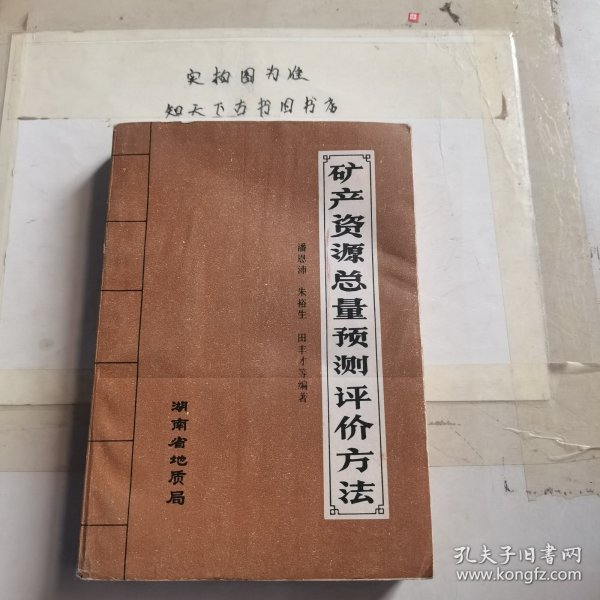 实拍图为准
知天下古书旧书店
矿产资源总量预测评价方法
潘恩沛 朱裕生 田丰才等编著
湖南省地质局
孔夫子旧书网
www.kongfz.com